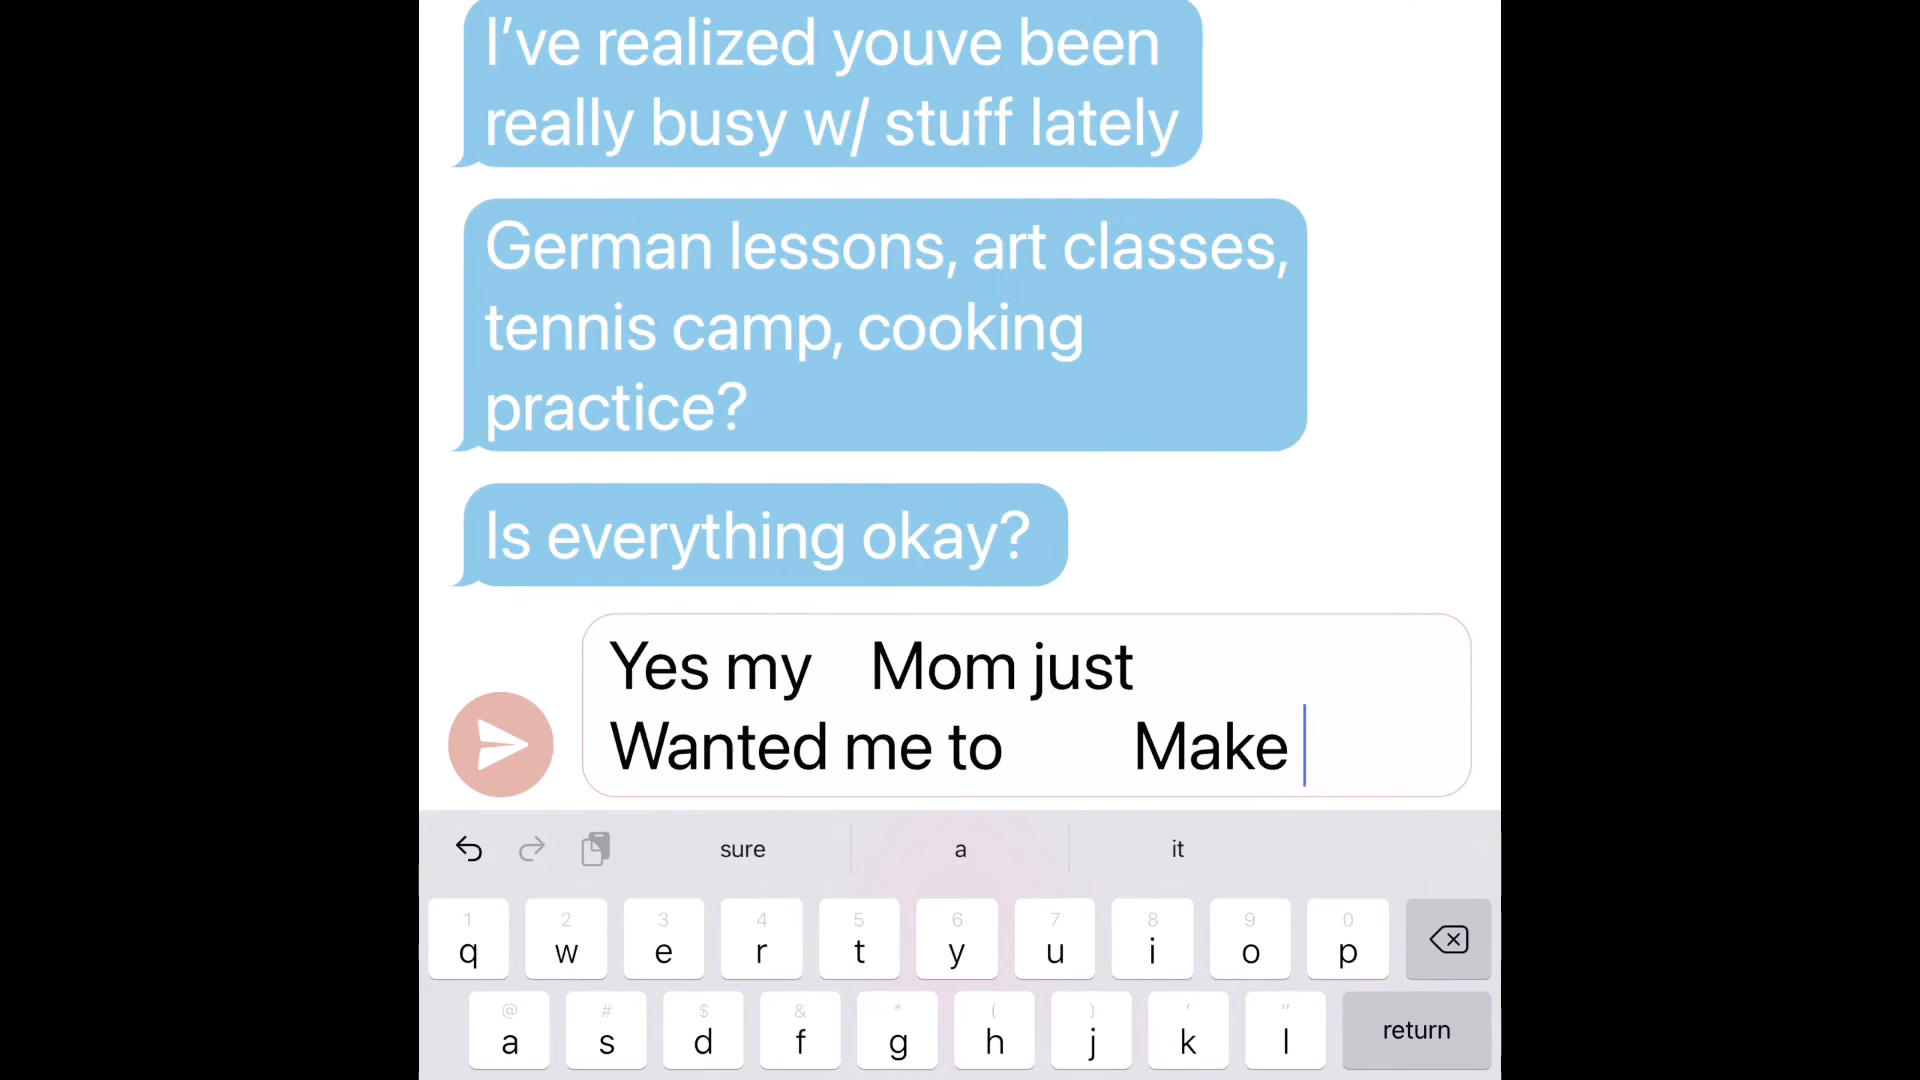 I’ve realized youve been
really busy w/ stuff lately
German lessons, art classes,
tennis camp, cooking
practice?
Is everything okay?
Yes my Mom just
Wanted me to Make
sure a it
1 2 3 4 5 6 7 8 9 0
q w e r t y u i o p
@ # $ & * ( ) ' "
a s d f g h j k l return